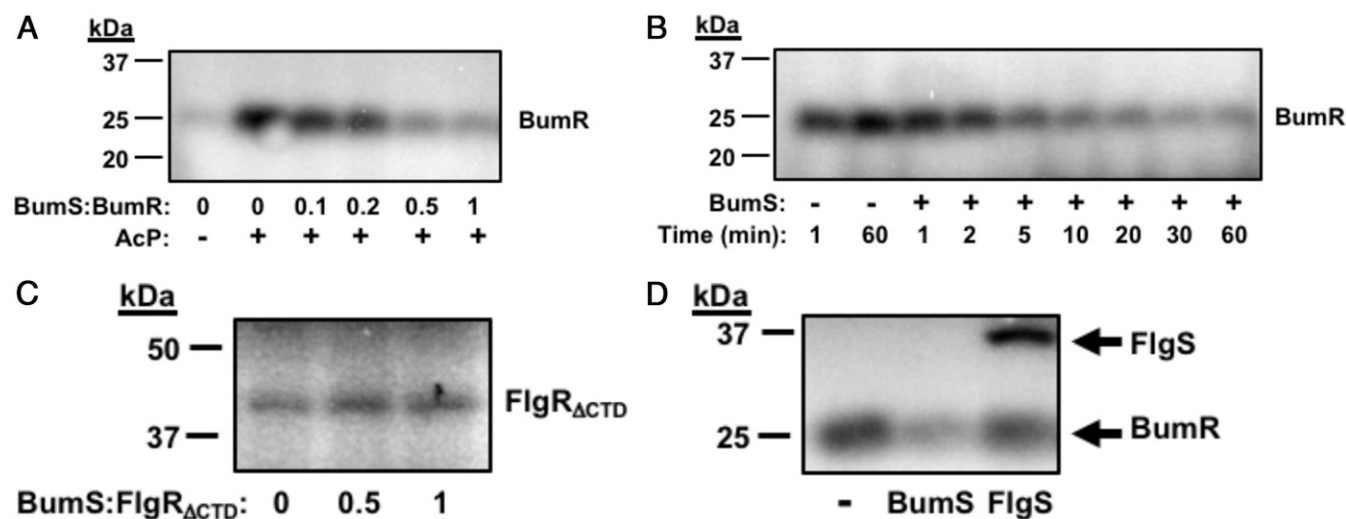 A
kDa
37
25
20
BumR
BumS:BumR: 0 0 0.1 0.2 0.5 1
AcP: - + + + + +
B
kDa
37
25
20
BumR
BumS: - - + + + + + + +
Time (min): 1 60 1 2 5 10 20 30 60
C
kDa
50
37
FlgRΔCTD
BumS:FlgRΔCTD: 0 0.5 1
D
kDa
37
25
FlgS
BumR
- BumS FlgS